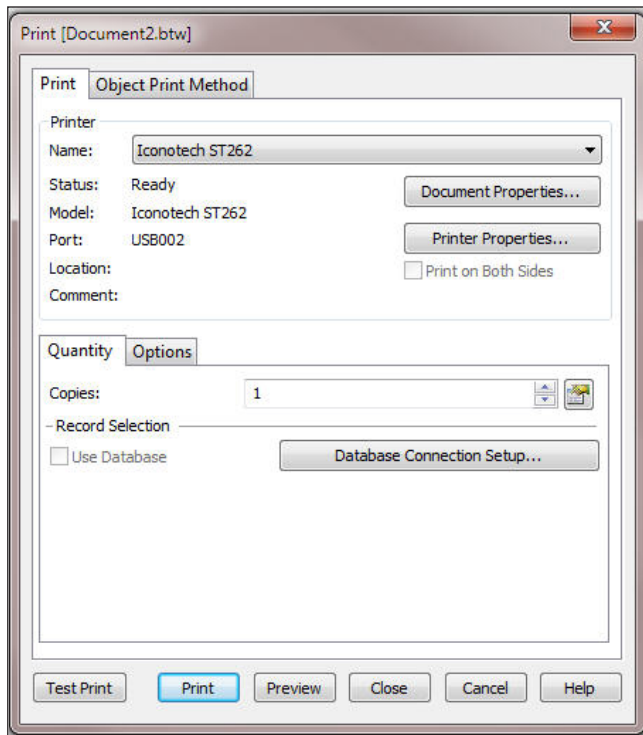 Print [Document2.btw]
Print Object Print Method
Printer
Name: Iconotech ST262
Status: Ready Document Properties...
Model: Iconotech ST262
Port: USB002 Printer Properties...
Location: Print on Both Sides
Comment:
Quantity Options
Copies: 1
Record Selection
Use Database Database Connection Setup...
Test Print Print Preview Close Cancel Help